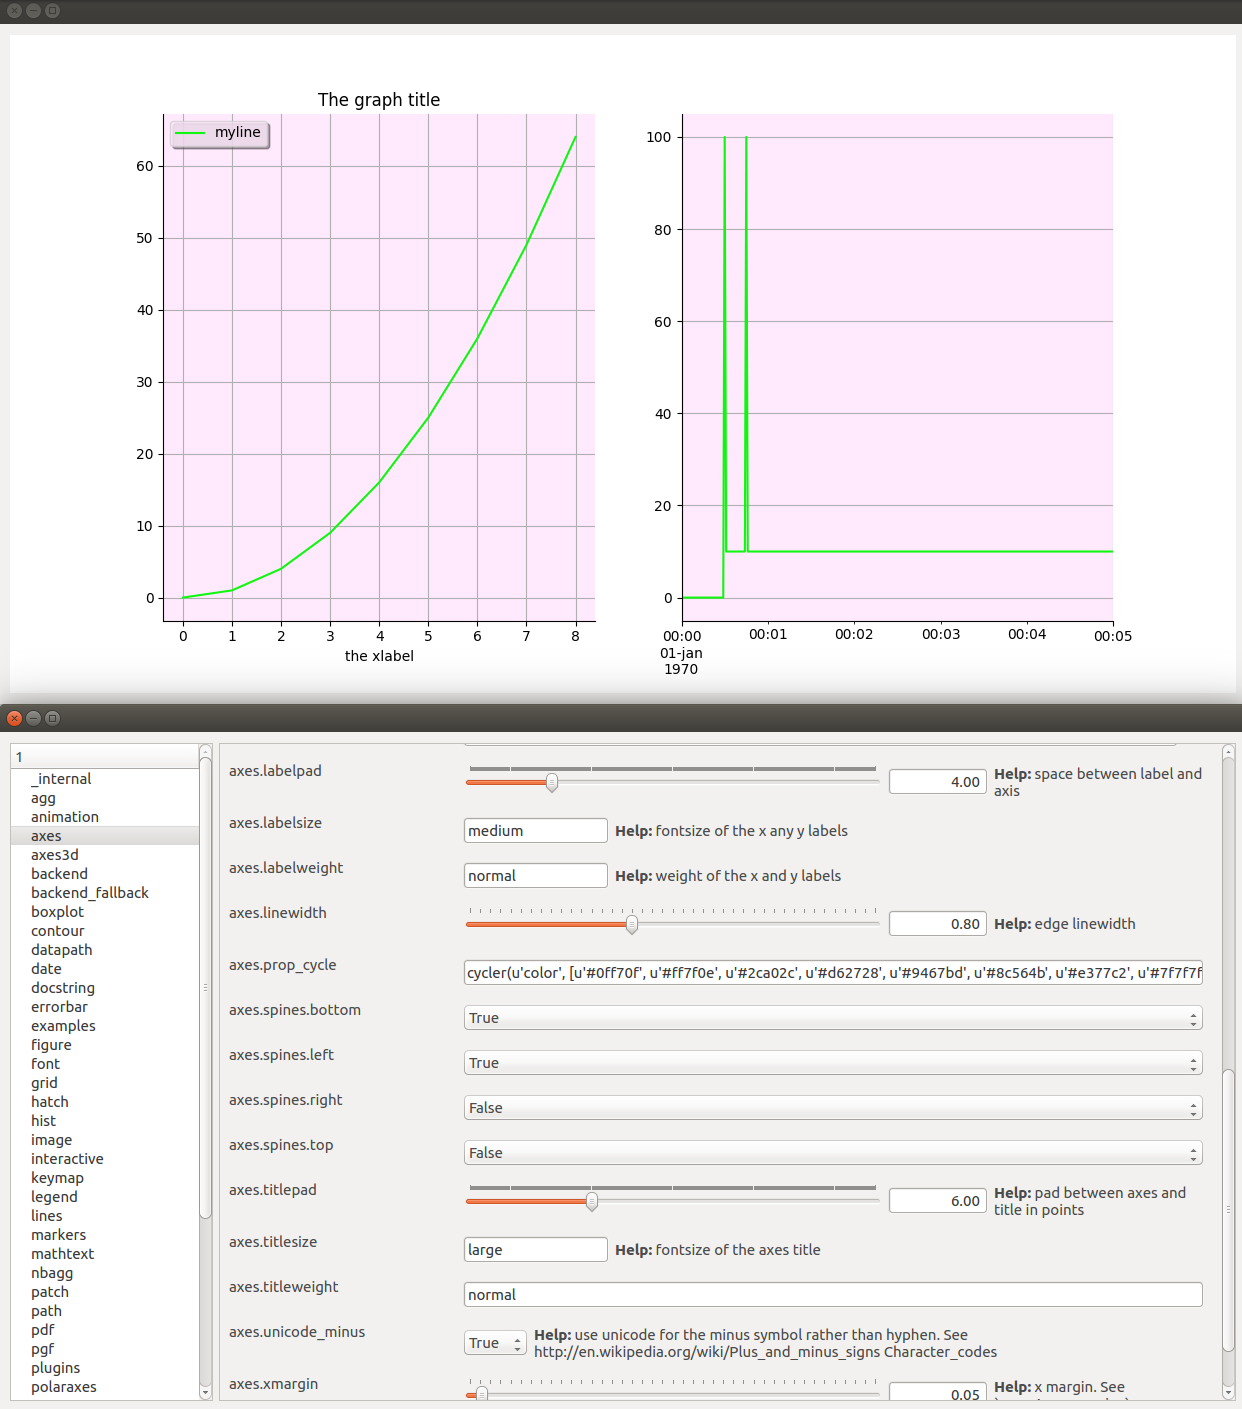 The graph title
myline
60
50
40
30
20
10
0
0 1 2 3 4 5 6 7 8
the xlabel
100
80
60
40
20
0
00:00 00:01 00:02 00:03 00:04 00:05
01-jan
1970
1
_internal
agg
animation
axes
axes3d
backend
backend_fallback
boxplot
contour
datapath
date
docstring
errorbar
examples
figure
font
grid
hatch
hist
image
interactive
keymap
legend
lines
markers
mathtext
nbagg
patch
path
pdf
pgf
plugins
polaraxes
axes.labelpad 4.00 Help: space between label and
axis
axes.labelsize medium Help: fontsize of the x any y labels
axes.labelweight normal Help: weight of the x and y labels
axes.linewidth 0.80 Help: edge linewidth
axes.prop_cycle cycler(u'color', [u'#0ff70f', u'#ff7f0e', u'#2ca02c', u'#d62728', u'#9467bd', u'#8c564b', u'#e377c2', u'#7f7f7f
axes.spines.bottom True
axes.spines.left True
axes.spines.right False
axes.spines.top False
axes.titlepad 6.00 Help: pad between axes and
title in points
axes.titlesize large Help: fontsize of the axes title
axes.titleweight normal
axes.unicode_minus True Help: use unicode for the minus symbol rather than hyphen. See
http://en.wikipedia.org/wiki/Plus_and_minus_signs Character_codes
axes.xmargin 0.05 Help: x margin. See